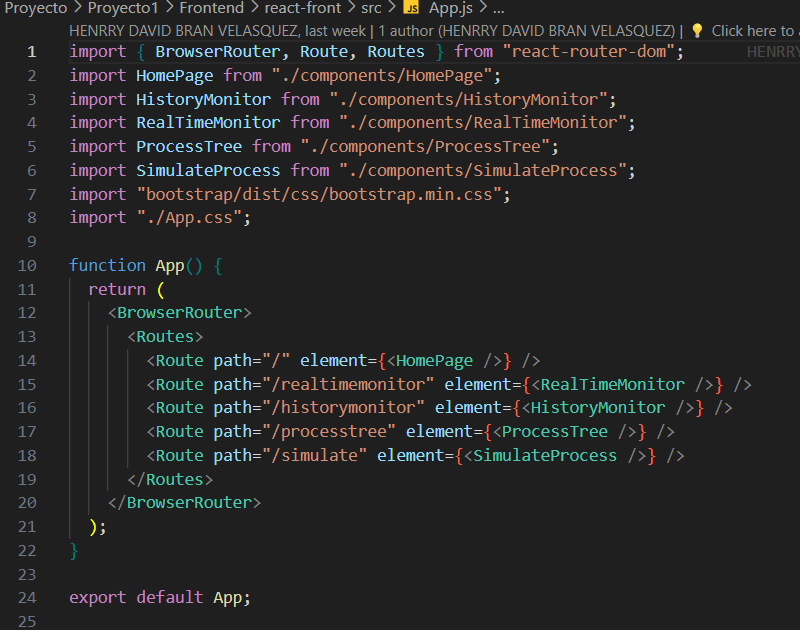 Proyecto > Proyecto1 > Frontend > react-front > src > JS App.js > ...
HENRRY DAVID BRAN VELASQUEZ, last week | 1 author (HENRRY DAVID BRAN VELASQUEZ) | 💡 Click here to
1 import { BrowserRouter, Route, Routes } from "react-router-dom"; HENRRY
2 import HomePage from "./components/HomePage";
3 import HistoryMonitor from "./components/HistoryMonitor";
4 import RealTimeMonitor from "./components/RealTimeMonitor";
5 import ProcessTree from "./components/ProcessTree";
6 import SimulateProcess from "./components/SimulateProcess";
7 import "bootstrap/dist/css/bootstrap.min.css";
8 import "./App.css";
9
10 function App() {
11   return (
12     <BrowserRouter>
13       <Routes>
14         <Route path="/" element={<HomePage />} />
15         <Route path="/realtimemonitor" element={<RealTimeMonitor />} />
16         <Route path="/historymonitor" element={<HistoryMonitor />} />
17         <Route path="/processtree" element={<ProcessTree />} />
18         <Route path="/simulate" element={<SimulateProcess />} />
19       </Routes>
20     </BrowserRouter>
21   );
22 }
23
24 export default App;
25